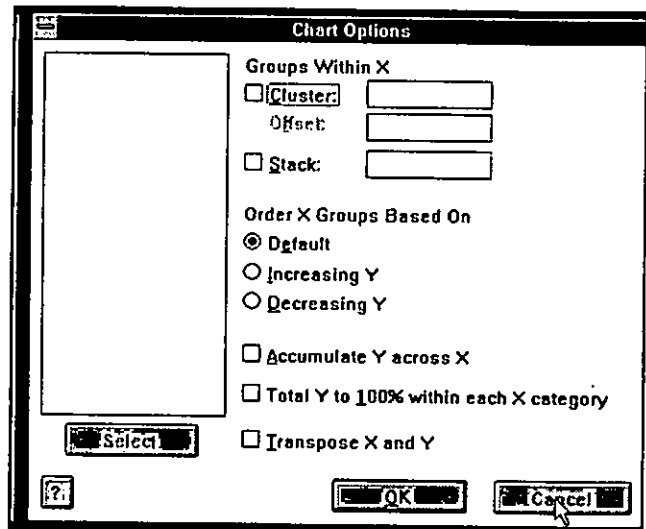 Chart Options
Groups Within X
Cluster:
Offset:
Stack:
Order X Groups Based On
Default
Increasing Y
Decreasing Y
Accumulate Y across X
Total Y to 100% within each X category
Select
Transpose X and Y
?
OK
Cancel